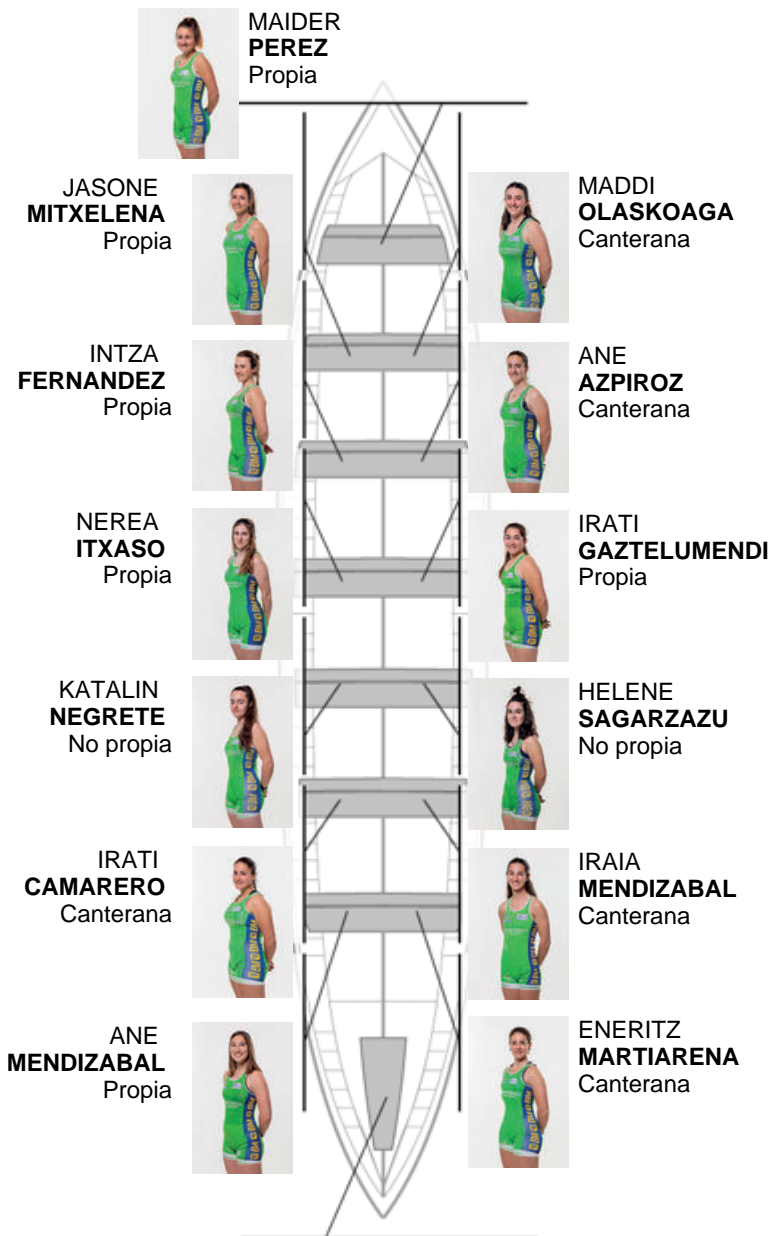 MAIDER
PEREZ
Propia
JASONE
MITXELENA
Propia
MADDI
OLASKOAGA
Canterana
INTZA
FERNANDEZ
Propia
ANE
AZPIROZ
Canterana
NEREA
ITXASO
Propia
IRATI
GAZTELUMENDI
Propia
KATALIN
NEGRETE
No propia
HELENE
SAGARZAZU
No propia
IRATI
CAMARERO
Canterana
IRAIA
MENDIZABAL
Canterana
ANE
MENDIZABAL
Propia
ENERITZ
MARTIARENA
Canterana